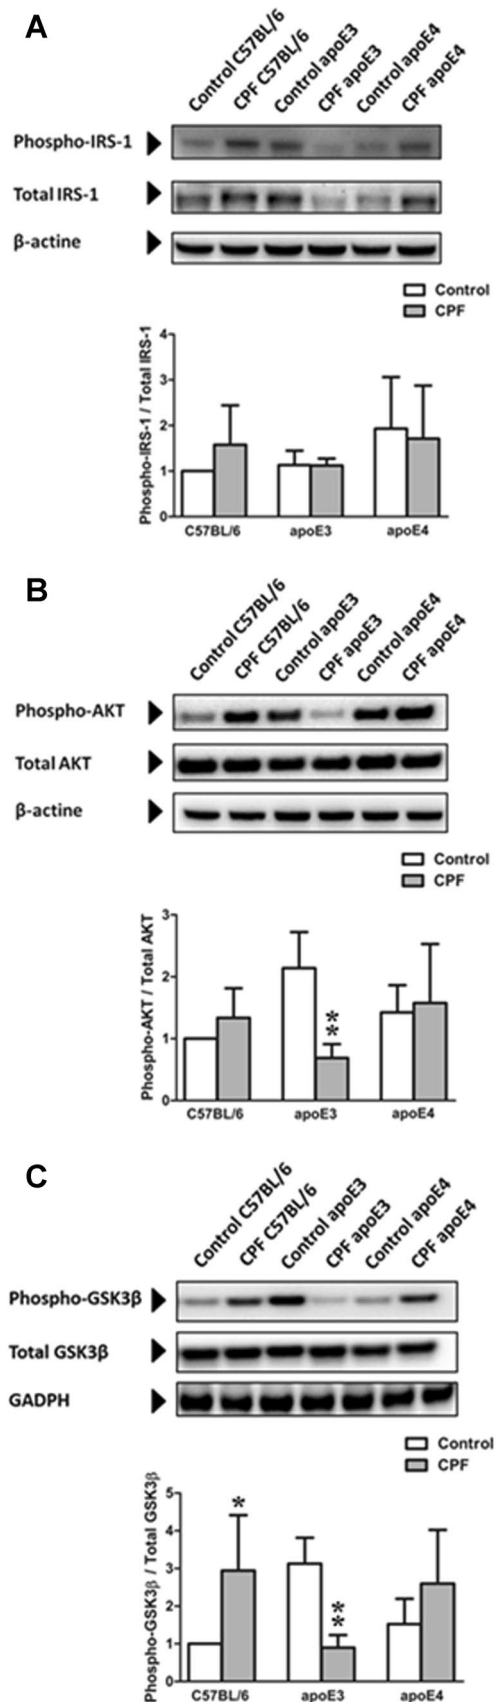 A
Control C57BL/6
CPF C57BL/6
Control apoE3
CPF apoE3
Control apoE4
CPF apoE4
Phospho-IRS-1
Total IRS-1
β-actine
Control
CPF
Phospho-IRS-1 / Total IRS-1
4
3
2
1
0
C57BL/6 apoE3 apoE4
B
Control C57BL/6
CPF C57BL/6
Control apoE3
CPF apoE3
Control apoE4
CPF apoE4
Phospho-AKT
Total AKT
β-actine
Control
CPF
Phospho-AKT / Total AKT
3
2
1
0
**
C57BL/6 apoE3 apoE4
C
Control C57BL/6
CPF C57BL/6
Control apoE3
CPF apoE3
Control apoE4
CPF apoE4
Phospho-GSK3β
Total GSK3β
GADPH
Control
CPF
Phospho-GSK3β / Total GSK3β
5
4
3
2
1
0
*
**
C57BL/6 apoE3 apoE4